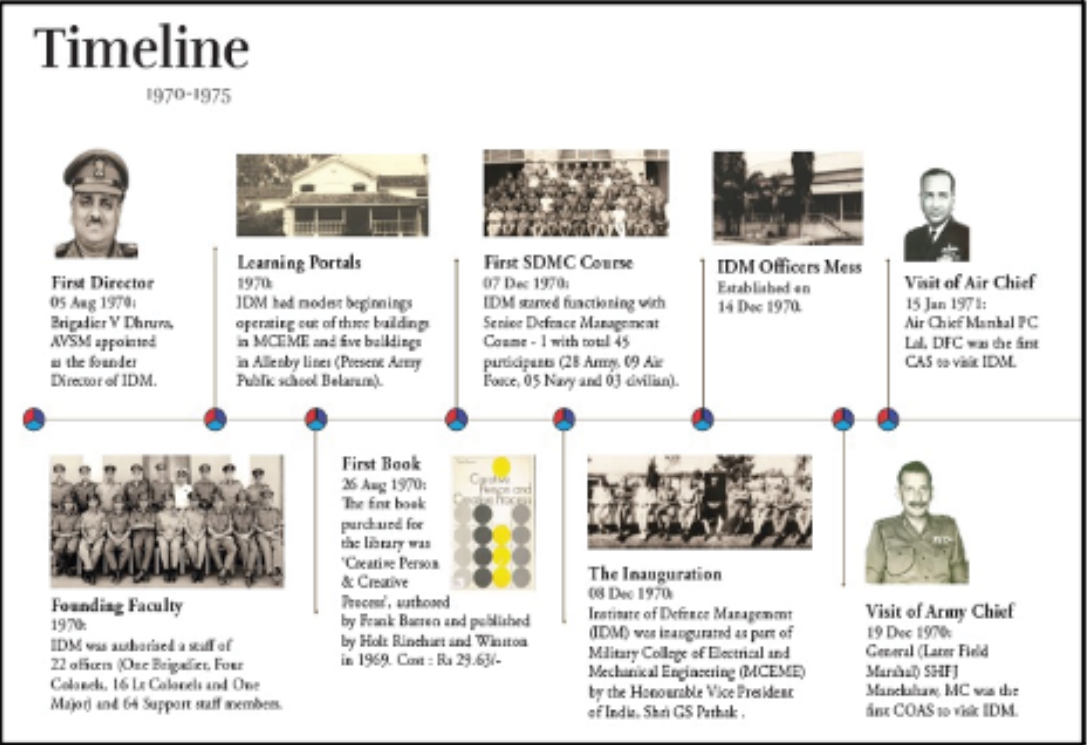 Timeline
1970-1975
First Director
05 Aug 1970:
Brigadier V Dhruva,
AVSM appointed
as the founder
Director of IDM.
Learning Portals
1970:
IDM had modest beginnings
operating out of three buildings
in MCEME and five buildings
in Allenby lines (Present Army
Public school Bolarum).
First SDMC Course
07 Dec 1970:
IDM started functioning with
Senior Defence Management
Course - 1 with total 45
participants (28 Army, 09 Air
Force, 05 Navy and 03 civilian).
IDM Officers Mess
Established on
14 Dec 1970.
Visit of Air Chief
15 Jan 1971:
Air Chief Marshal PC
Lal, DFC was the first
CAS to visit IDM.
Founding Faculty
1970:
IDM was authorised a staff of
22 officers (One Brigadier, Four
Colonels, 16 Lt Colonels and One
Major) and 64 Support staff members.
First Book
26 Aug 1970:
The first book
purchased for
the library was
'Creative Person
& Creative
Process', authored
by Frank Barron and published
by Holt Rinehart and Winston
in 1969. Cost : Rs 29.63/-
Creative
Person and
Creative Process
The Inauguration
08 Dec 1970:
Institute of Defence Management
(IDM) was inaugurated as part of
Military College of Electrical and
Mechanical Engineering (MCEME)
by the Honourable Vice President
of India, Shri GS Pathak .
Visit of Army Chief
19 Dec 1970:
General (Later Field
Marshal) SHFJ
Manekshaw, MC was the
first COAS to visit IDM.